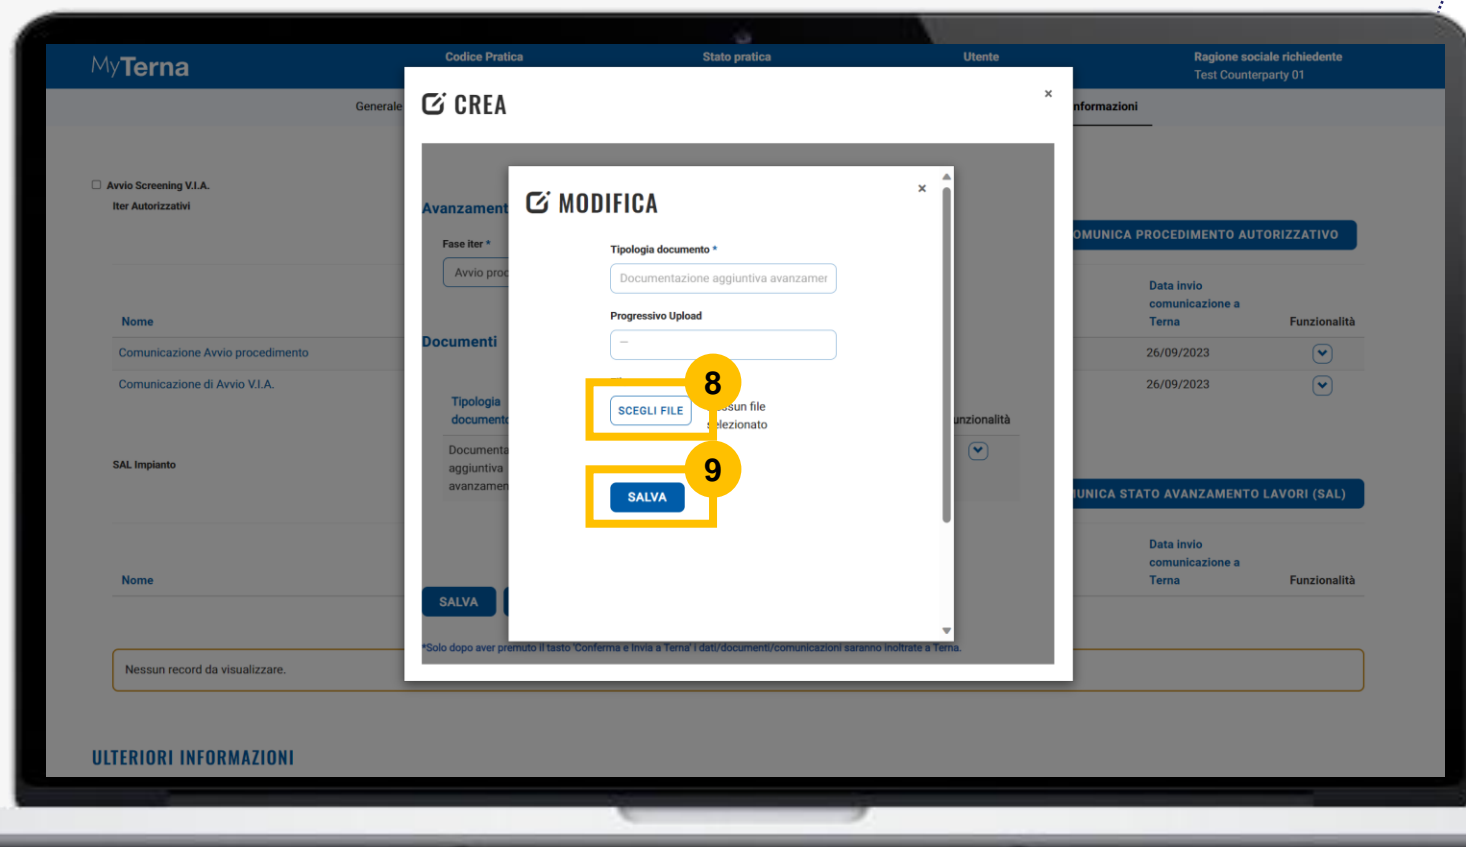 MyTerna
Codice Pratica
Stato pratica
Utente
Ragione sociale richiedente
Test Counterparty 01
Generale
nformazioni
CREA
×
Avvio Screening V.I.A.
Iter Autorizzativi
Avanzament
Fase iter *
Avvio proc
MODIFICA
×
Tipologia documento *
Documentazione aggiuntiva avanzamer
Progressivo Upload
—
8
SCEGLI FILE
sun file
selezionato
9
SALVA
OMUNICA PROCEDIMENTO AUTORIZZATIVO
Nome
Data invio
comunicazione a
Terna
Funzionalità
Comunicazione Avvio procedimento
26/09/2023
Comunicazione di Avvio V.I.A.
26/09/2023
Documenti
Tipologia
documento
unzionalità
Documenta
aggiuntiva
avanzamen
SAL Impianto
UNICA STATO AVANZAMENTO LAVORI (SAL)
Nome
Data invio
comunicazione a
Terna
Funzionalità
SALVA
*Solo dopo aver premuto il tasto 'Conferma e Invia a Terna' i dati/documenti/comunicazioni saranno inoltrate a Terna.
Nessun record da visualizzare.
ULTERIORI INFORMAZIONI